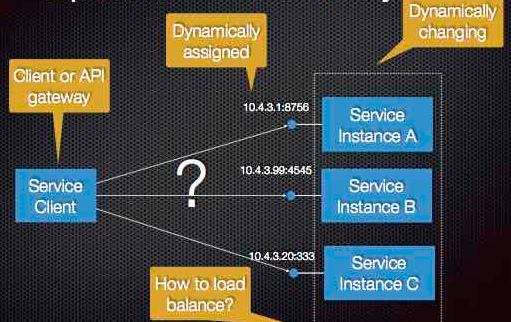 Dynamically
changing
Dynamically
assigned
Client or API
gateway
10.4.3.1:8756
Service
Instance A
Service
Client
?
10.4.3.99:4545
Service
Instance B
10.4.3.20:333
Service
Instance C
How to load
balance?